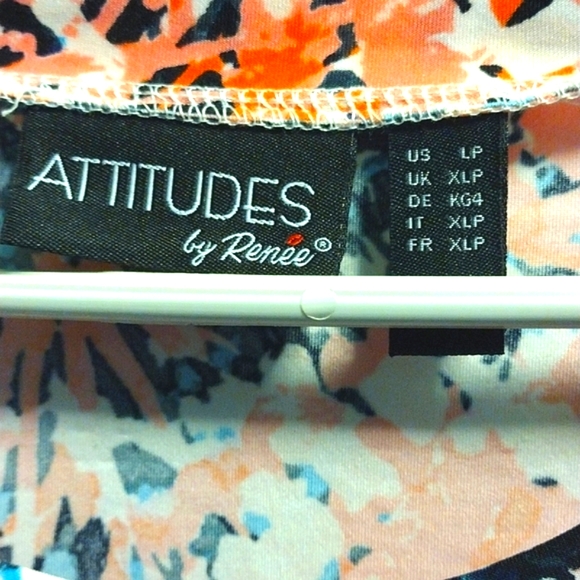 ATTITUDES
by Renée®
US LP
UK XLP
DE KG4
IT XLP
FR XLP